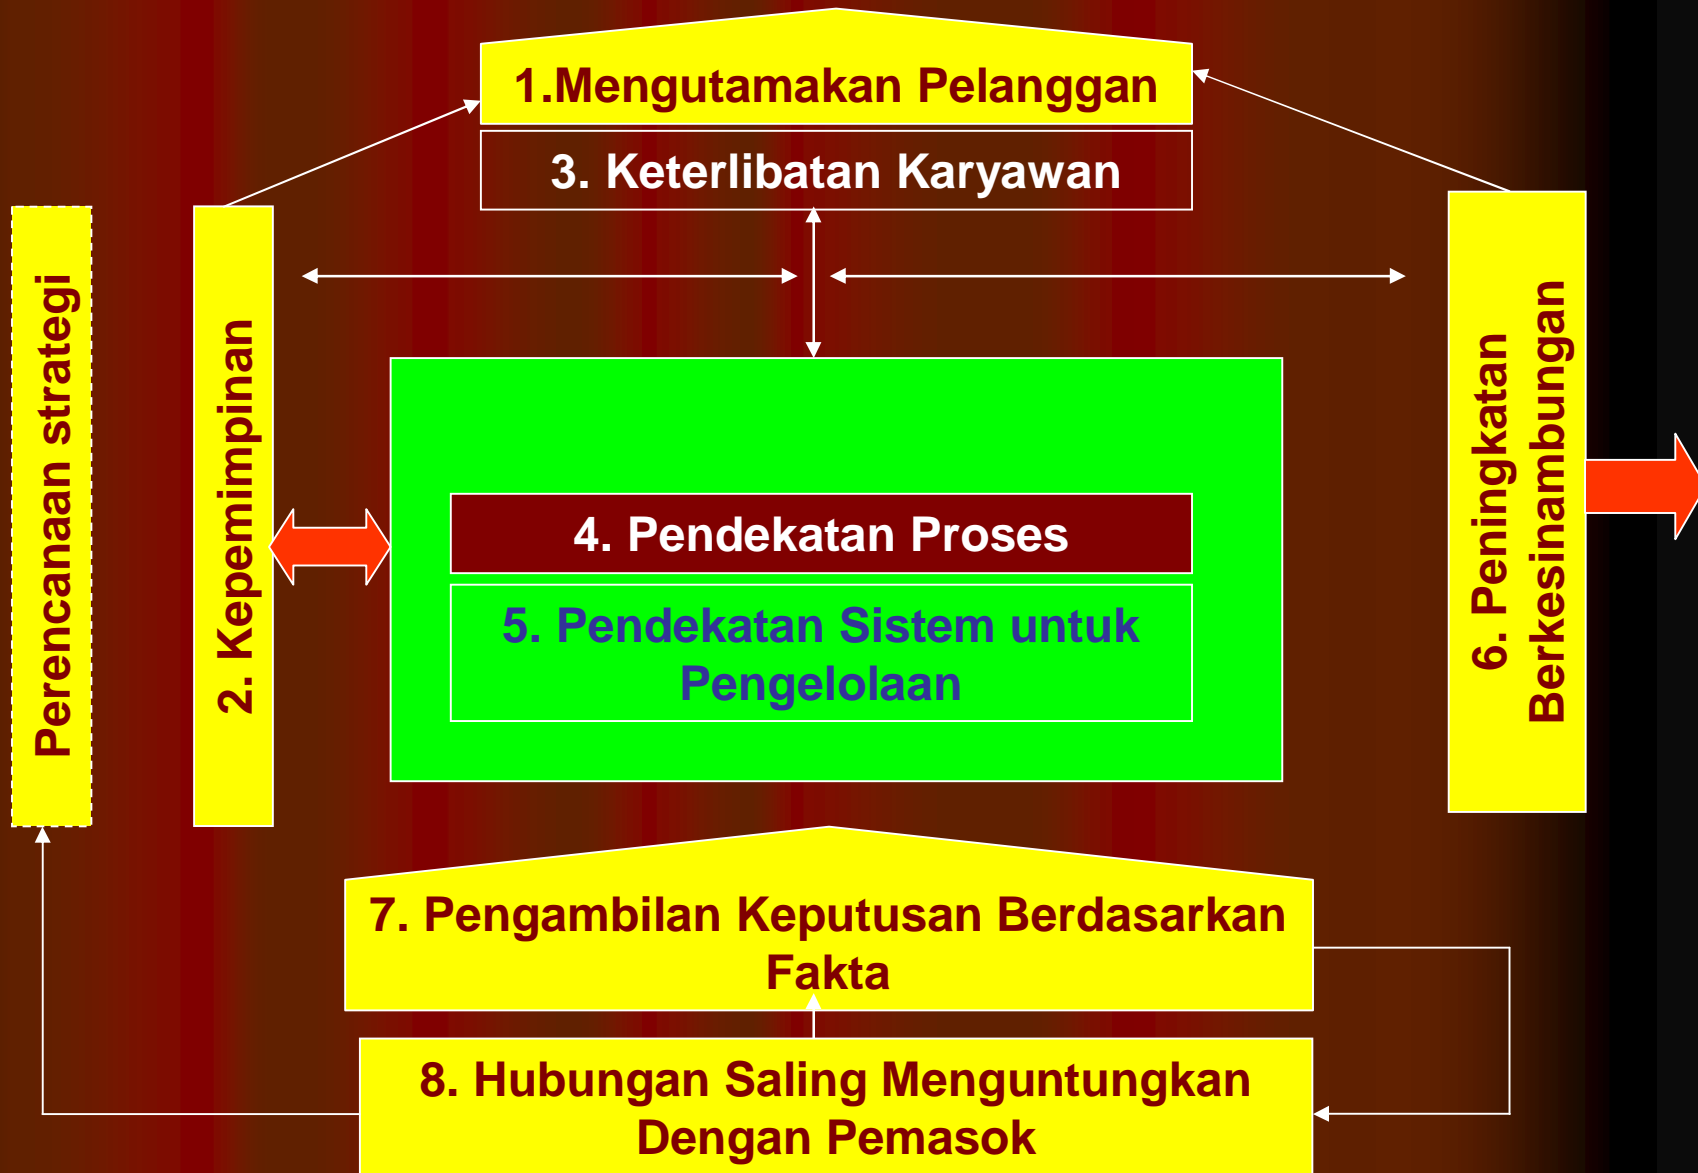 1.Mengutamakan Pelanggan
3. Keterlibatan Karyawan
Perencanaan strategi
2. Kepemimpinan
4. Pendekatan Proses
5. Pendekatan Sistem untuk
Pengelolaan
6. Peningkatan
Berkesinambungan
7. Pengambilan Keputusan Berdasarkan
Fakta
8. Hubungan Saling Menguntungkan
Dengan Pemasok